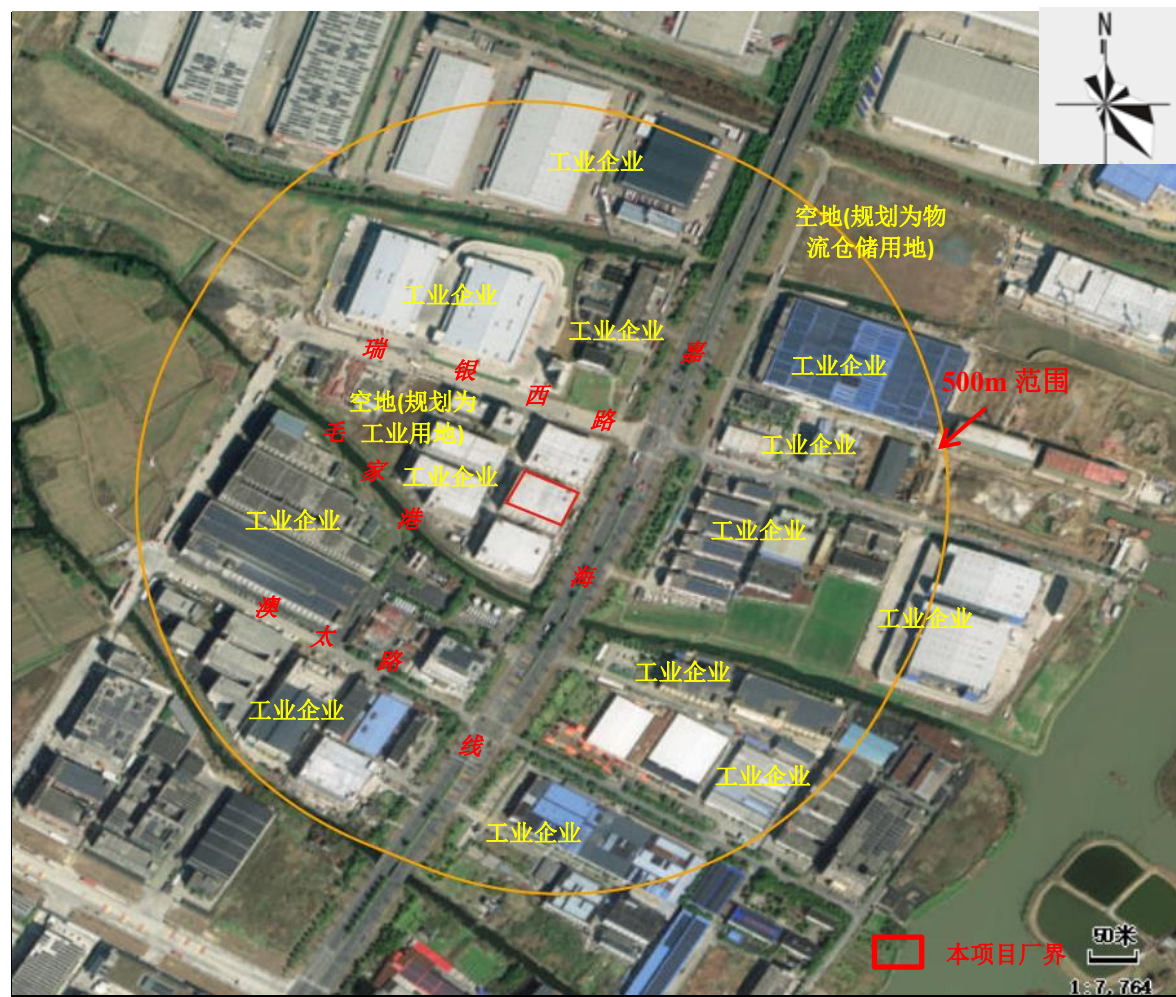 N
工业企业
空地(规划为物
流仓储用地)
工业企业
工业企业
瑞银西路
嘉海线
工业企业
500m 范围
空地(规划为
工业用地)
毛家港
工业企业
工业企业
工业企业
工业企业
澳太路
工业企业
工业企业
工业企业
工业企业
工业企业
本项目厂界
50米
1:7,764